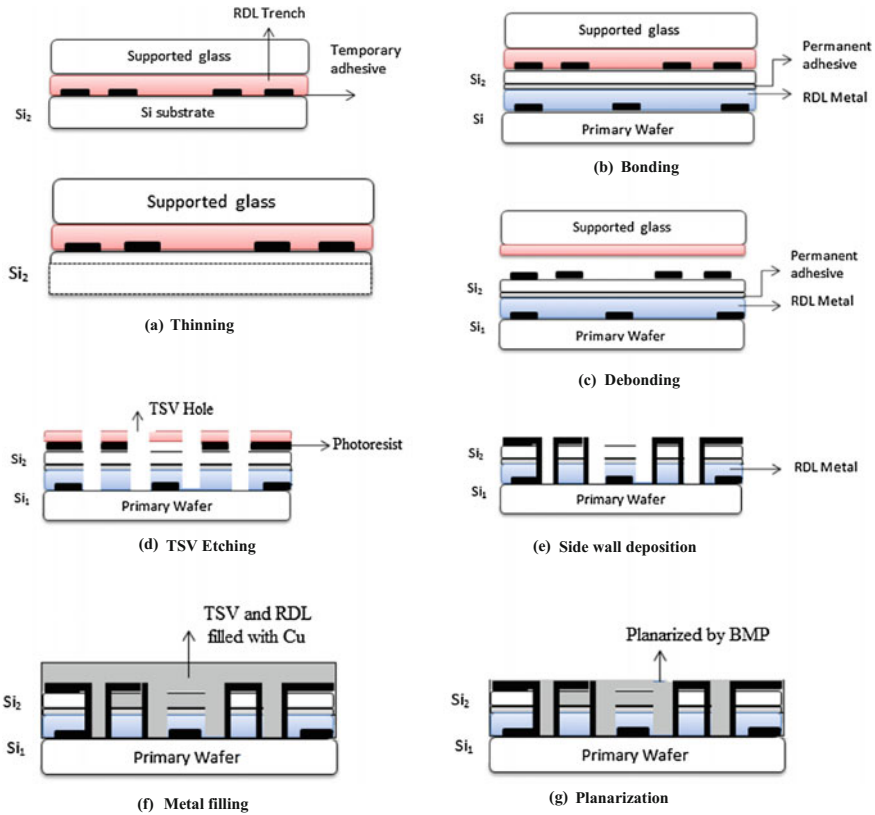 RDL Trench
Supported glass
Temporary
adhesive
Si₂
Si substrate
Supported glass
Si₂
(a) Thinning
Supported glass
Permanent
adhesive
Si₂
RDL Metal
Si
Primary Wafer
(b) Bonding
Supported glass
Permanent
adhesive
Si₂
RDL Metal
Si₁
Primary Wafer
(c) Debonding
TSV Hole
Photoresist
Si₂
Si₁
Primary Wafer
(d) TSV Etching
Si₂
RDL Metal
Si₁
Primary Wafer
(e) Side wall deposition
TSV and RDL
filled with Cu
Si₂
Si₁
Primary Wafer
(f) Metal filling
Planarized by BMP
Si₂
Si₁
Primary Wafer
(g) Planarization